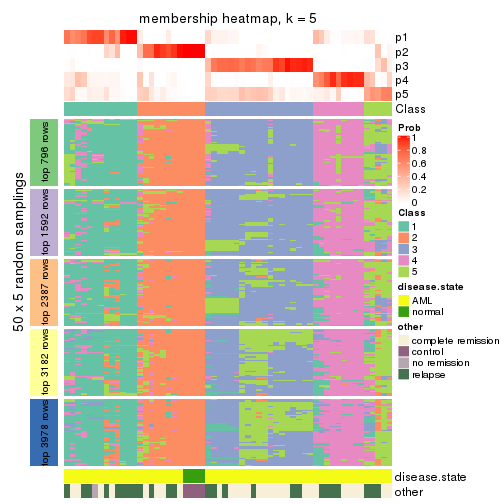 membership heatmap, k = 5
p1
p2
p3
p4
p5
Class
50 x 5 random samplings
top 796 rows
top 1592 rows
top 2387 rows
top 3182 rows
top 3978 rows
Prob
1
0.8
0.6
0.4
0.2
0
Class
1
2
3
4
5
disease.state
AML
normal
other
complete remission
control
no remission
relapse
disease.state
other